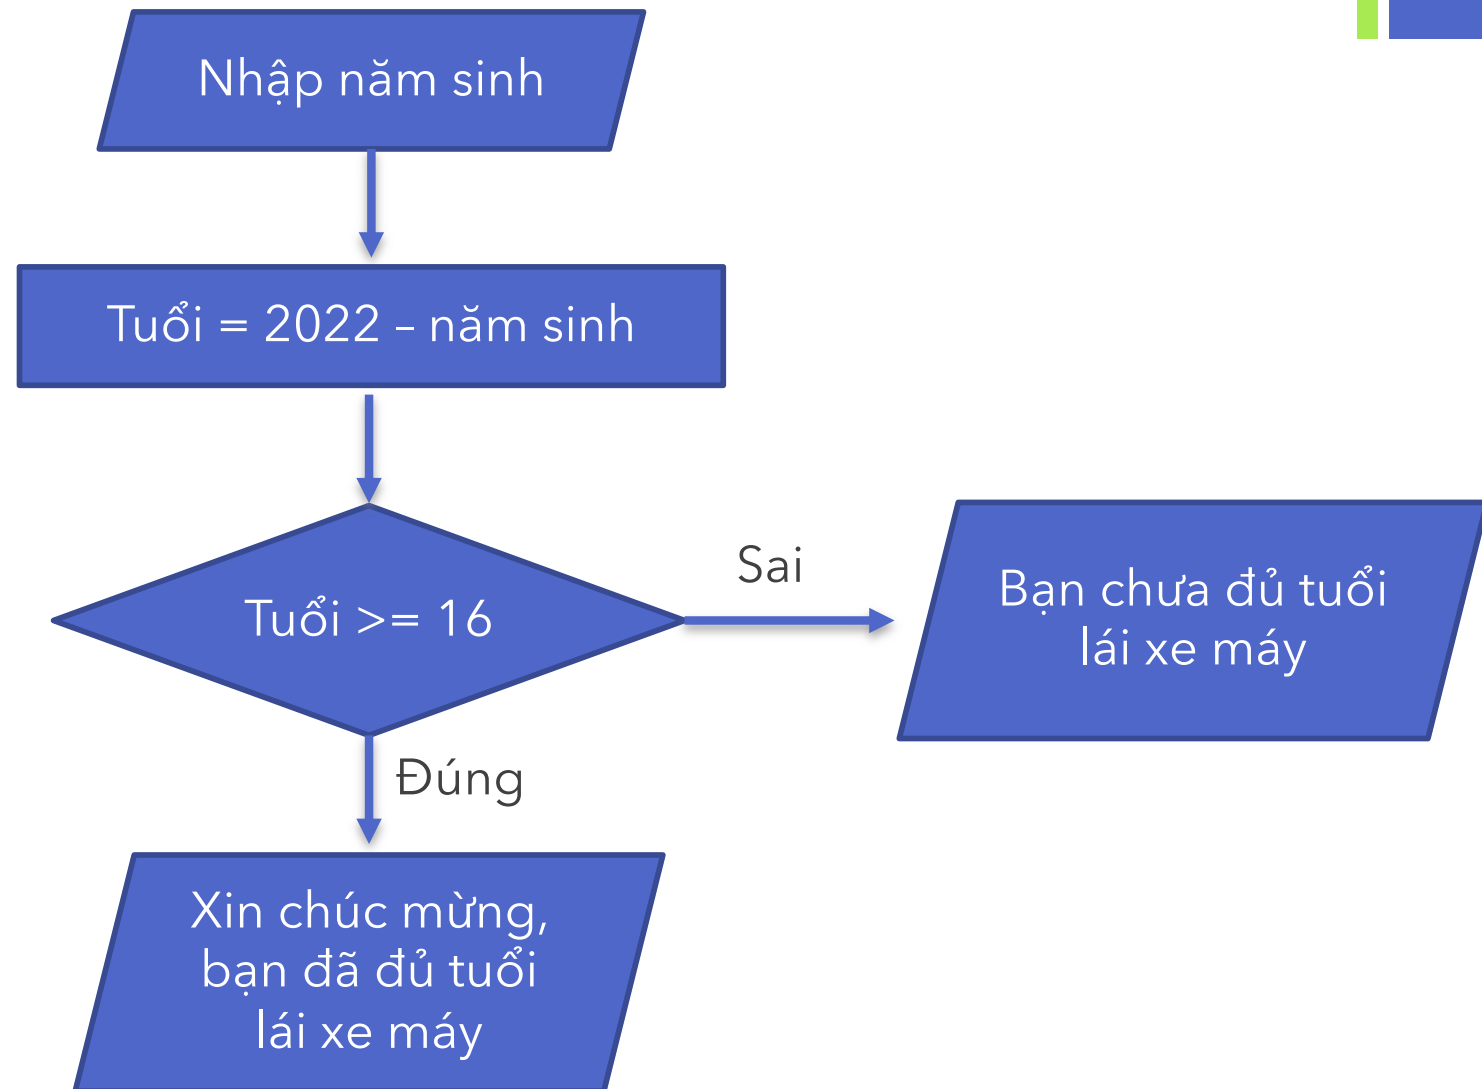 Nhập năm sinh
Tuổi = 2022 – năm sinh
Tuổi >= 16
Sai
Bạn chưa đủ tuổi
lái xe máy
Đúng
Xin chúc mừng,
bạn đã đủ tuổi
lái xe máy